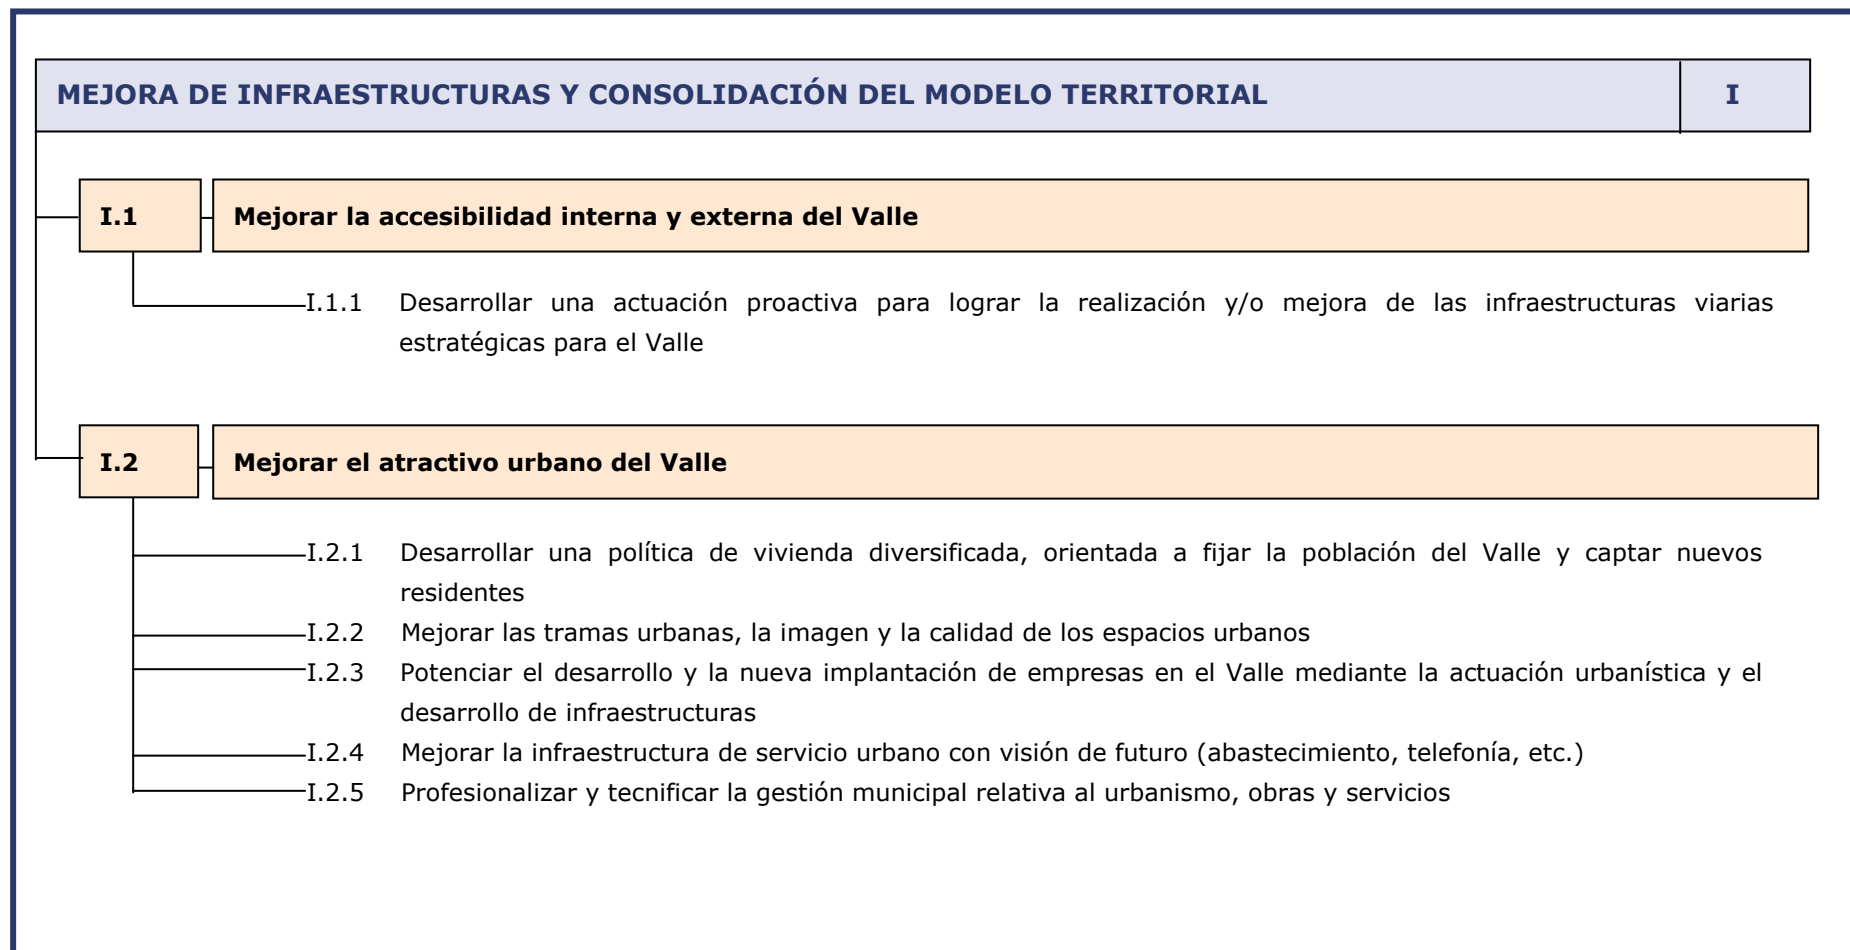 MEJORA DE INFRAESTRUCTURAS Y CONSOLIDACIÓN DEL MODELO TERRITORIAL I
I.1 Mejorar la accesibilidad interna y externa del Valle
I.1.1 Desarrollar una actuación proactiva para lograr la realización y/o mejora de las infraestructuras viarias
estratégicas para el Valle
I.2 Mejorar el atractivo urbano del Valle
I.2.1 Desarrollar una política de vivienda diversificada, orientada a fijar la población del Valle y captar nuevos
residentes
I.2.2 Mejorar las tramas urbanas, la imagen y la calidad de los espacios urbanos
I.2.3 Potenciar el desarrollo y la nueva implantación de empresas en el Valle mediante la actuación urbanística y el
desarrollo de infraestructuras
I.2.4 Mejorar la infraestructura de servicio urbano con visión de futuro (abastecimiento, telefonía, etc.)
I.2.5 Profesionalizar y tecnificar la gestión municipal relativa al urbanismo, obras y servicios